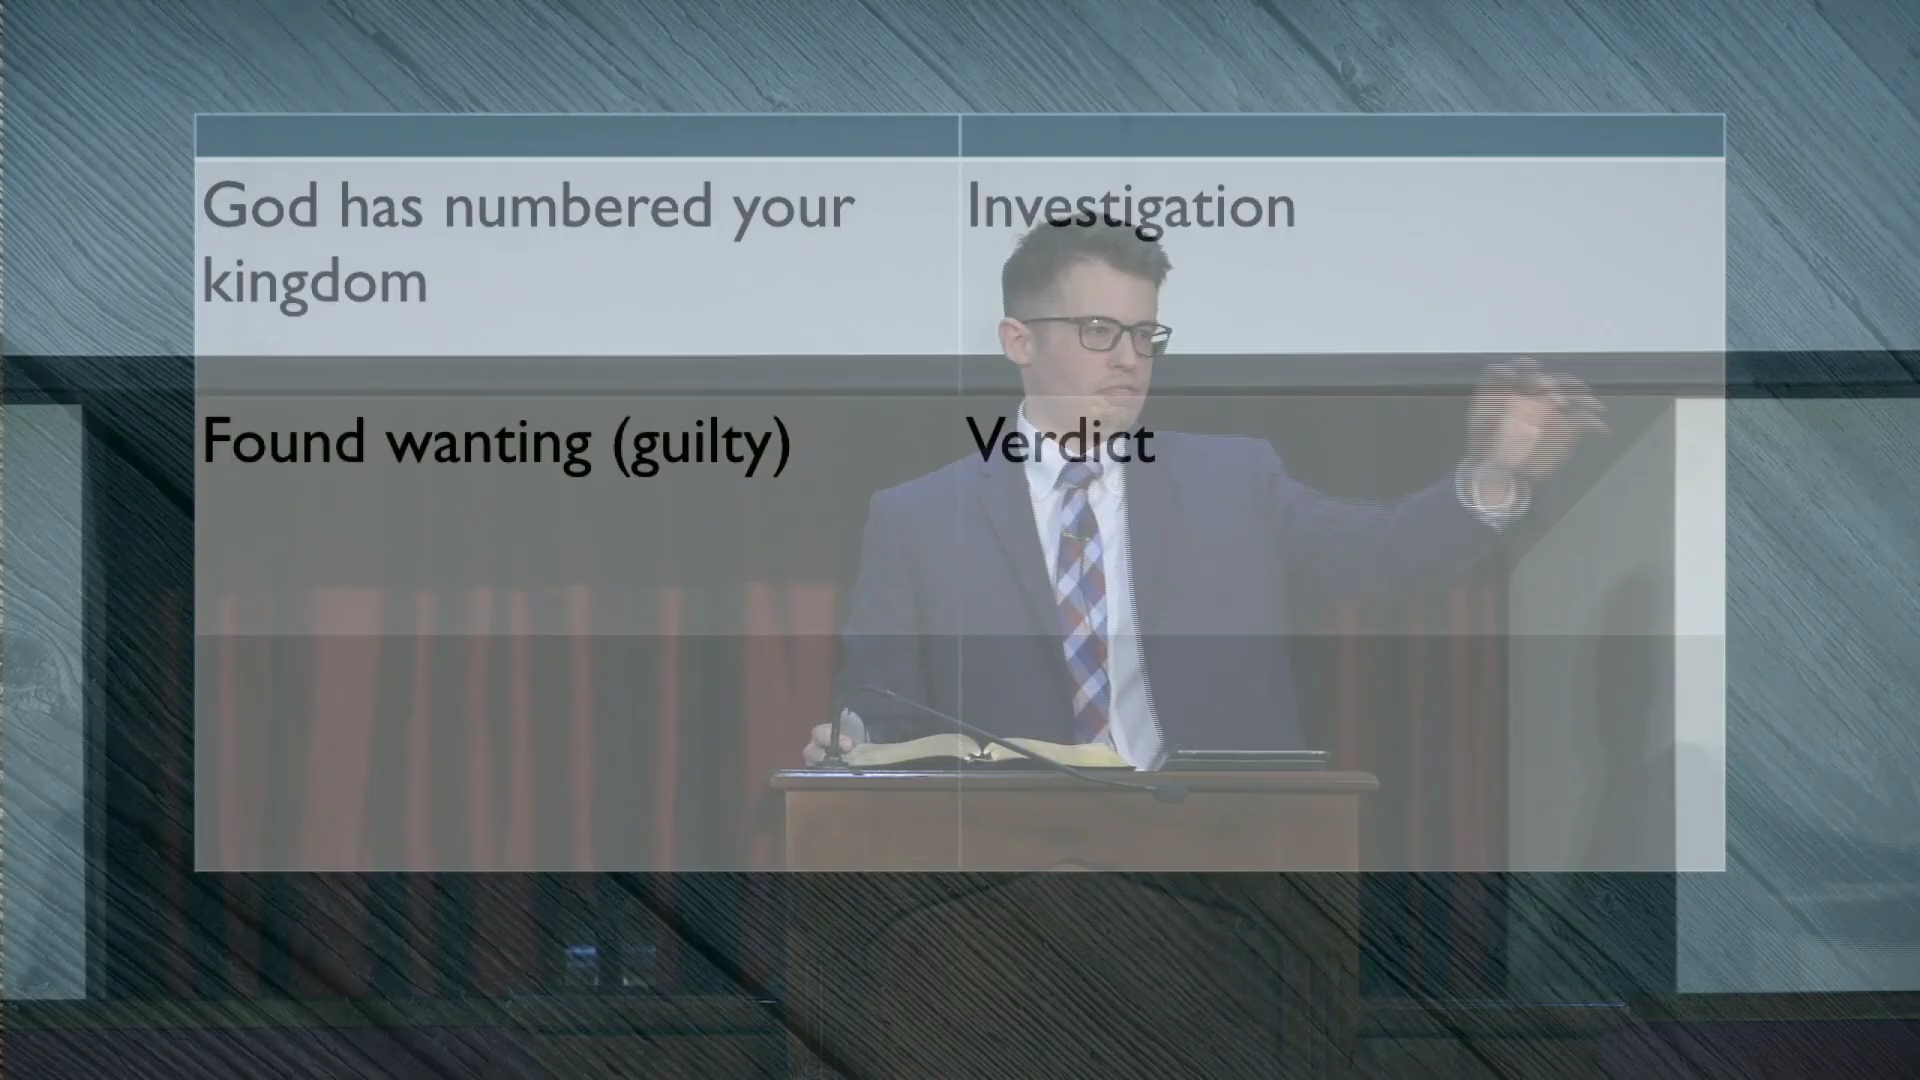 God has numbered your
kingdom
Investigation
Found wanting (guilty)
Verdict